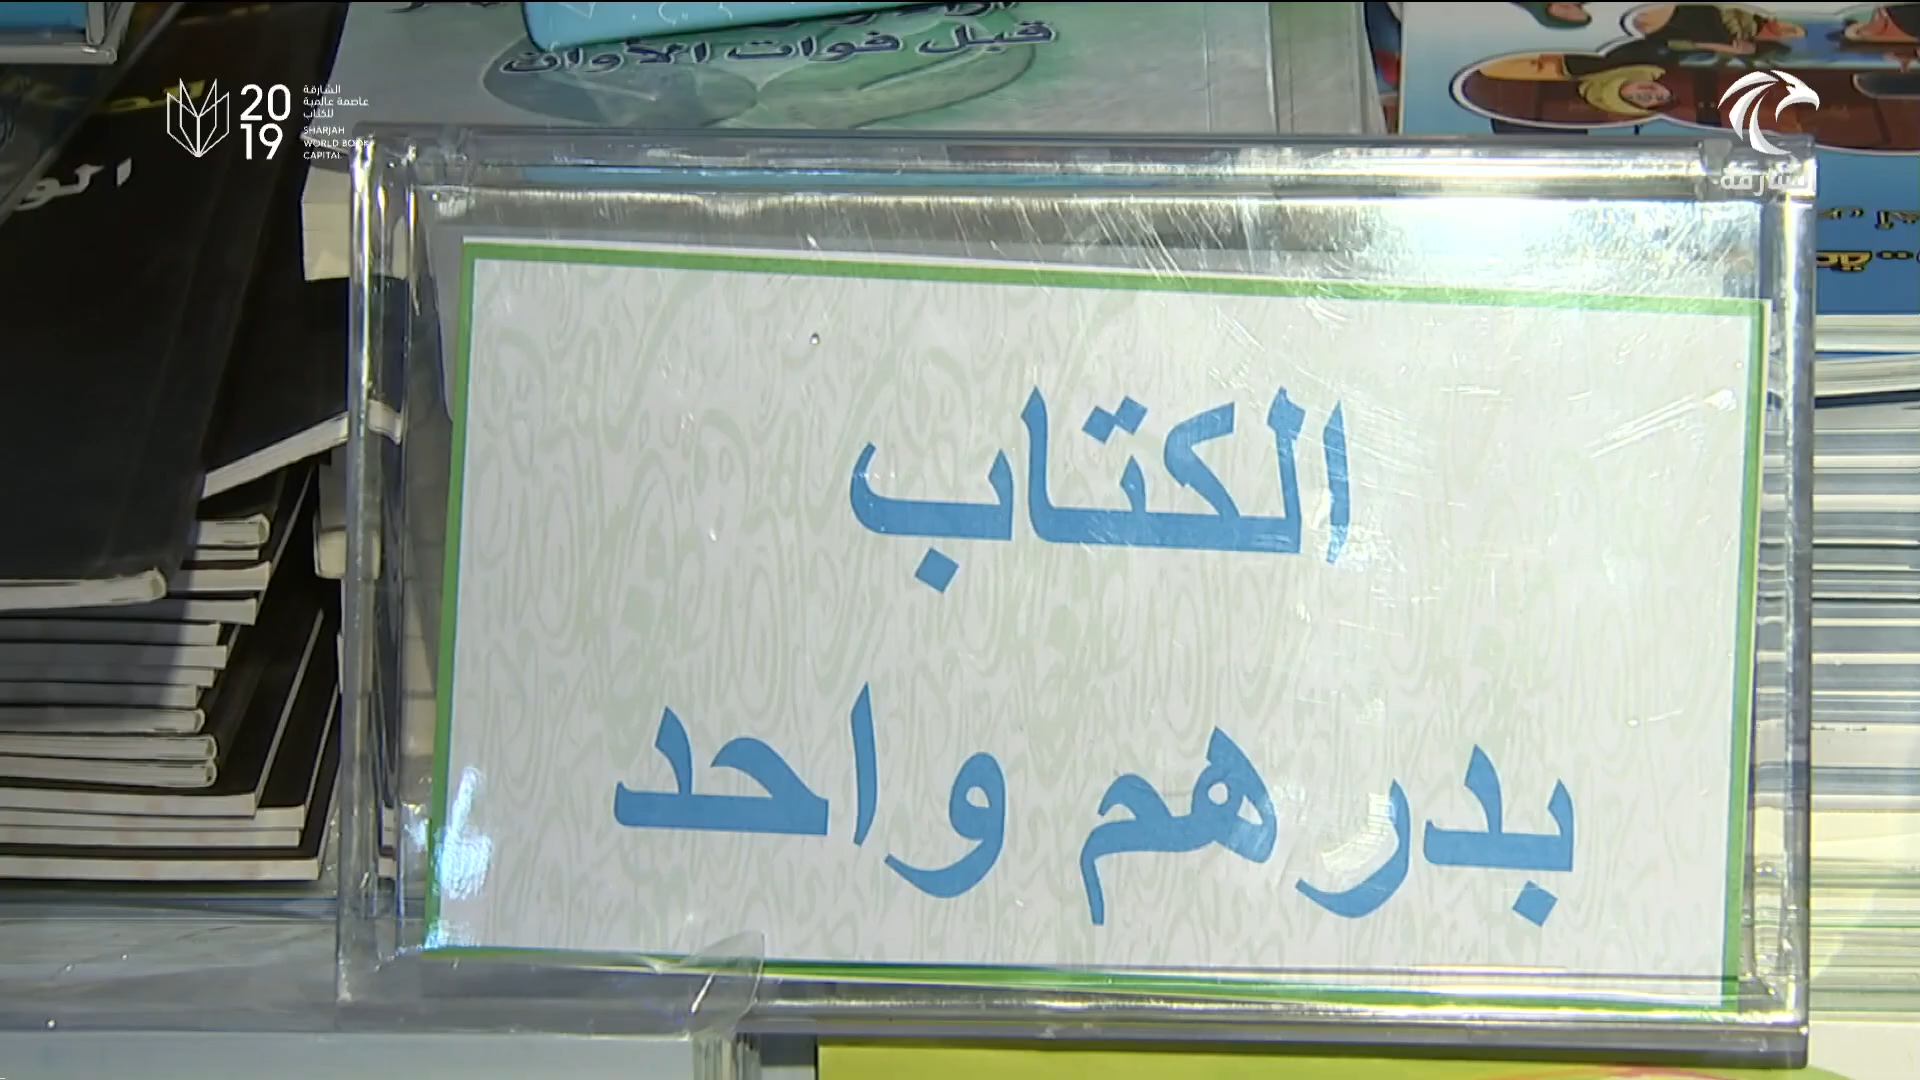 قبل فوات الأوان
2019
الشارقة
عاصمة عالمية
للكتاب
SHARJAH
WORLD BOOK
CAPITAL
الشارقة
الكتاب
بدرهم واحد